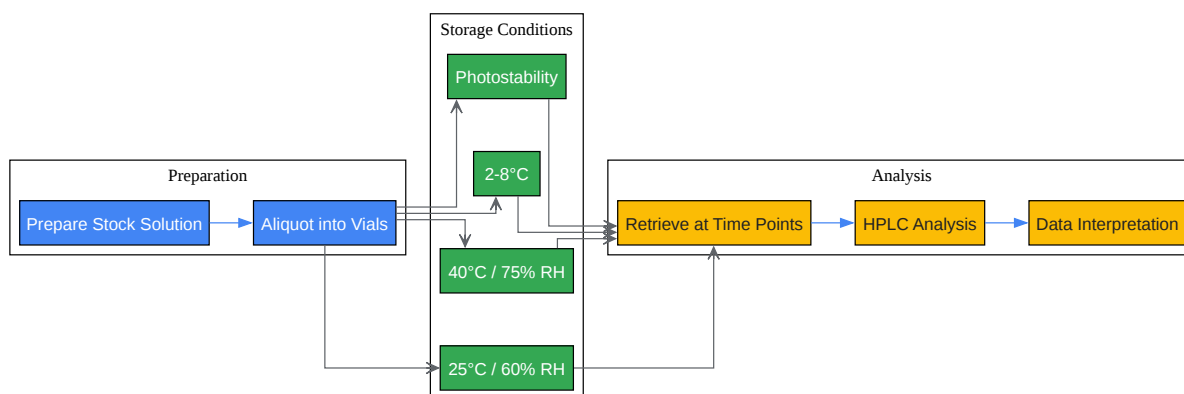 Storage Conditions
Photostability
2-8°C
40°C / 75% RH
25°C / 60% RH
Preparation
Prepare Stock Solution
Aliquot into Vials
Analysis
Retrieve at Time Points
HPLC Analysis
Data Interpretation